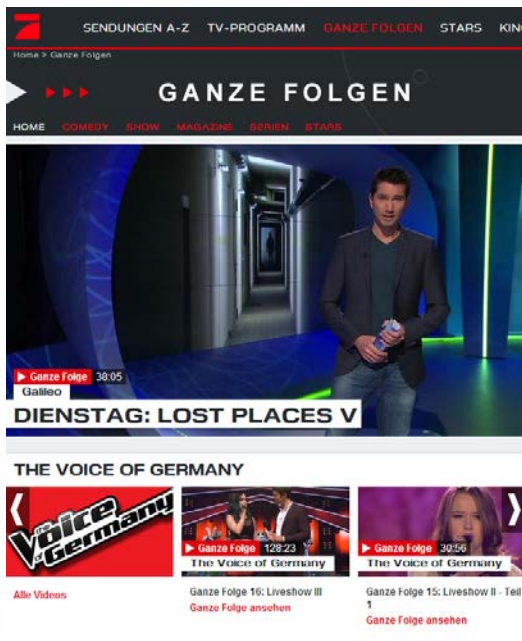 SENDUNGEN A-Z TV-PROGRAMM GANZE FOLGEN STARS KIN
Home > Ganze Folgen
GANZE FOLGEN
HOME COMEDY SHOW MAGAZINE SERIEN STARS
Ganze Folge 38:05
Galileo
DIENSTAG: LOST PLACES V
THE VOICE OF GERMANY
the Voice of Germany
Ganze Folge 128:23
The Voice of Germany
Ganze Folge 30:56
The Voice of Germany
Alle Videos
Ganze Folge 16: Liveshow III
Ganze Folge ansehen
Ganze Folge 15: Liveshow II - Teil
1
Ganze Folge ansehen